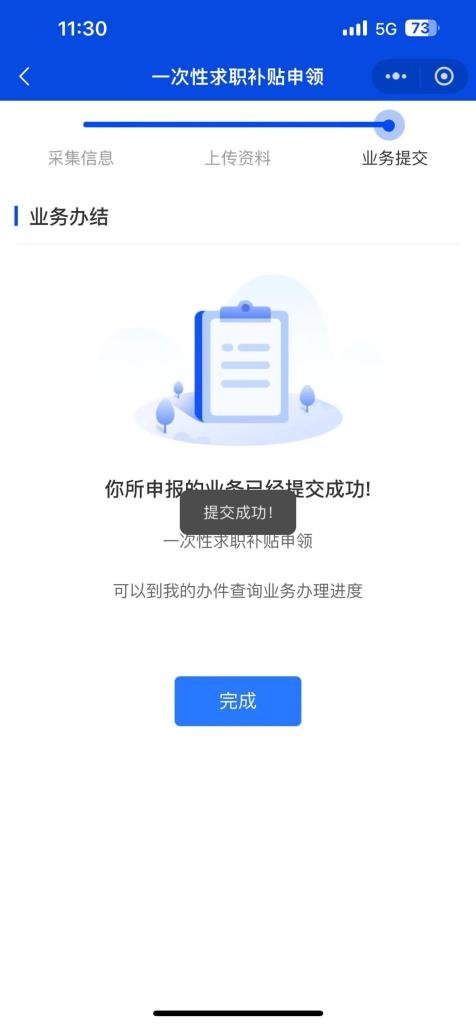 11:30
5G 73
一次性求职补贴申领
采集信息 上传资料 业务提交
业务办结
你所申报的业务已经提交成功!
提交成功!
一次性求职补贴申领
可以到我的办件查询业务办理进度
完成